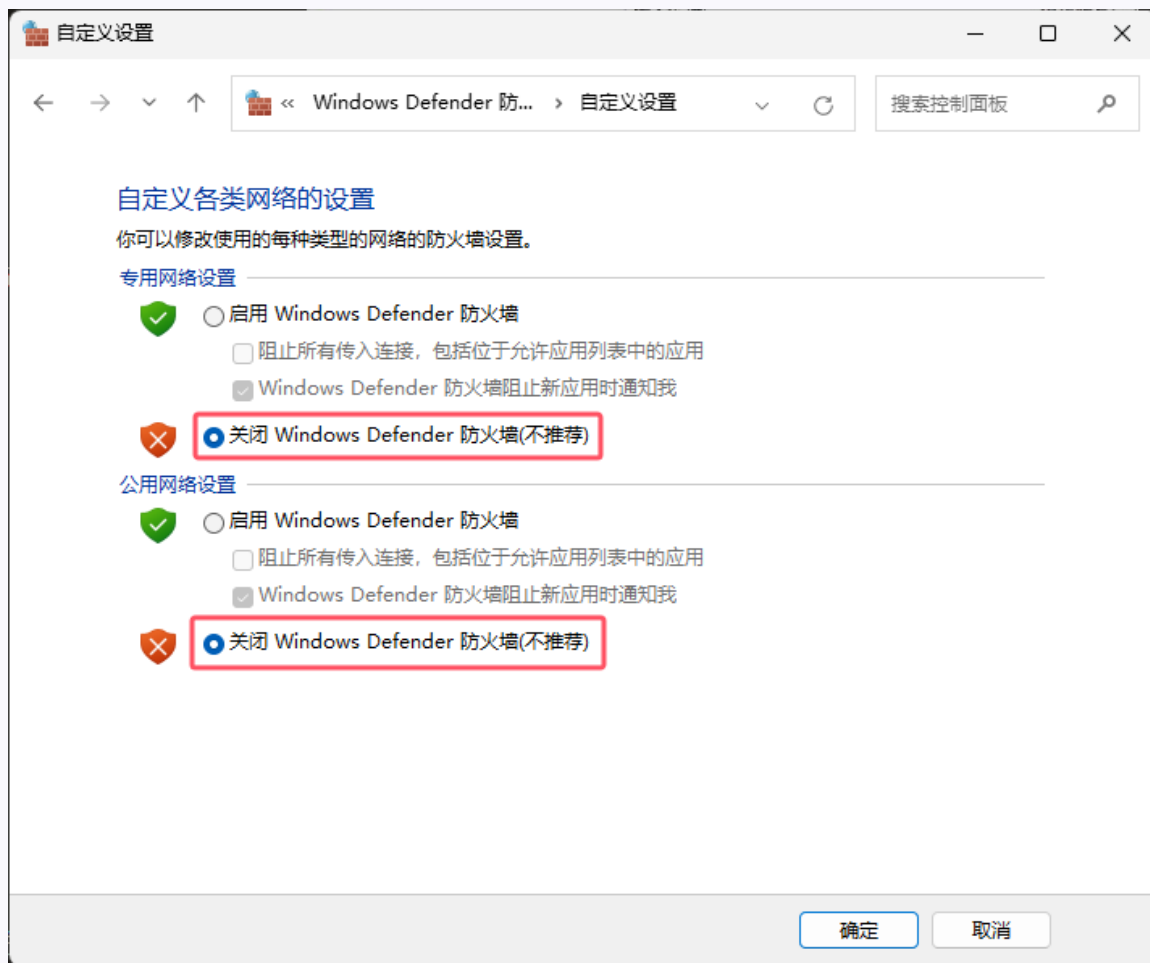 自定义设置
« Windows Defender 防... › 自定义设置
搜索控制面板
自定义各类网络的设置
你可以修改使用的每种类型的网络的防火墙设置。
专用网络设置
启用 Windows Defender 防火墙
阻止所有传入连接，包括位于允许应用列表中的应用
Windows Defender 防火墙阻止新应用时通知我
关闭 Windows Defender 防火墙(不推荐)
公用网络设置
启用 Windows Defender 防火墙
阻止所有传入连接，包括位于允许应用列表中的应用
Windows Defender 防火墙阻止新应用时通知我
关闭 Windows Defender 防火墙(不推荐)
确定
取消